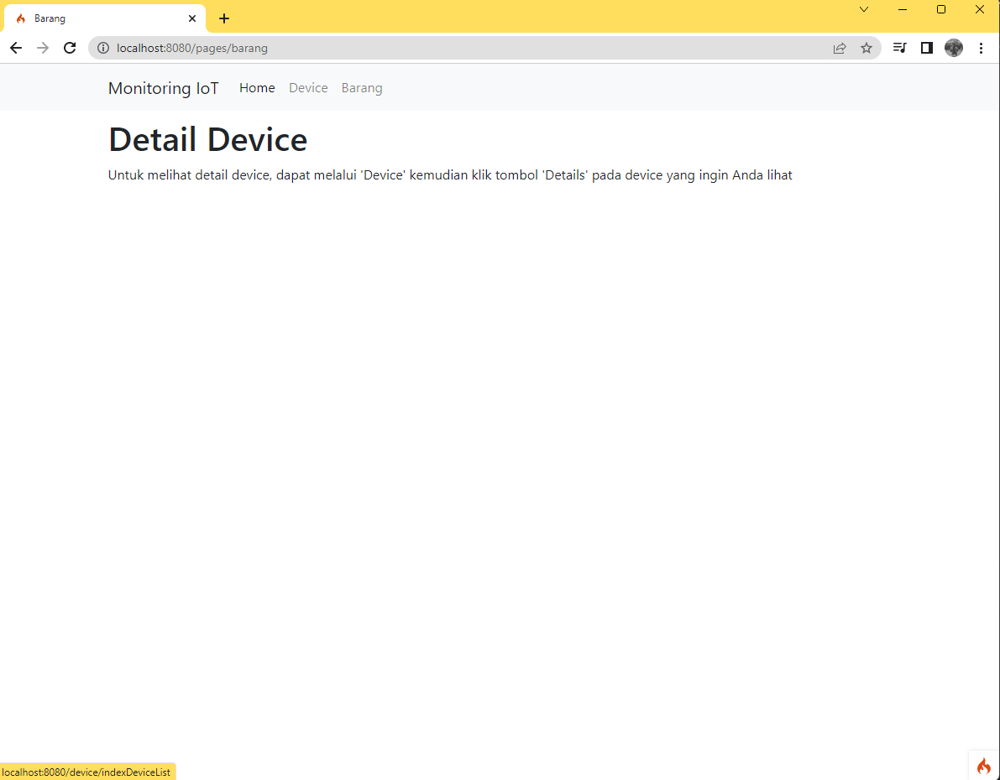 Barang
localhost:8080/pages/barang
Monitoring IoT Home Device Barang
Detail Device
Untuk melihat detail device, dapat melalui 'Device' kemudian klik tombol 'Details' pada device yang ingin Anda lihat
localhost:8080/device/indexDeviceList